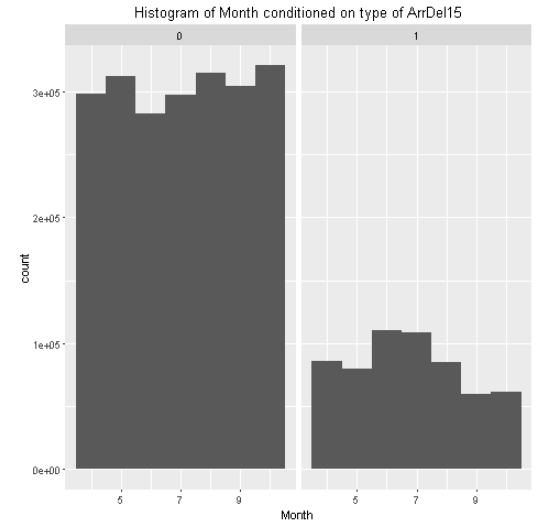 Histogram of Month conditioned on type of ArrDel15
0 1
3e+05
2e+05
1e+05
0e+00
count
5 7 9 5 7 9
Month